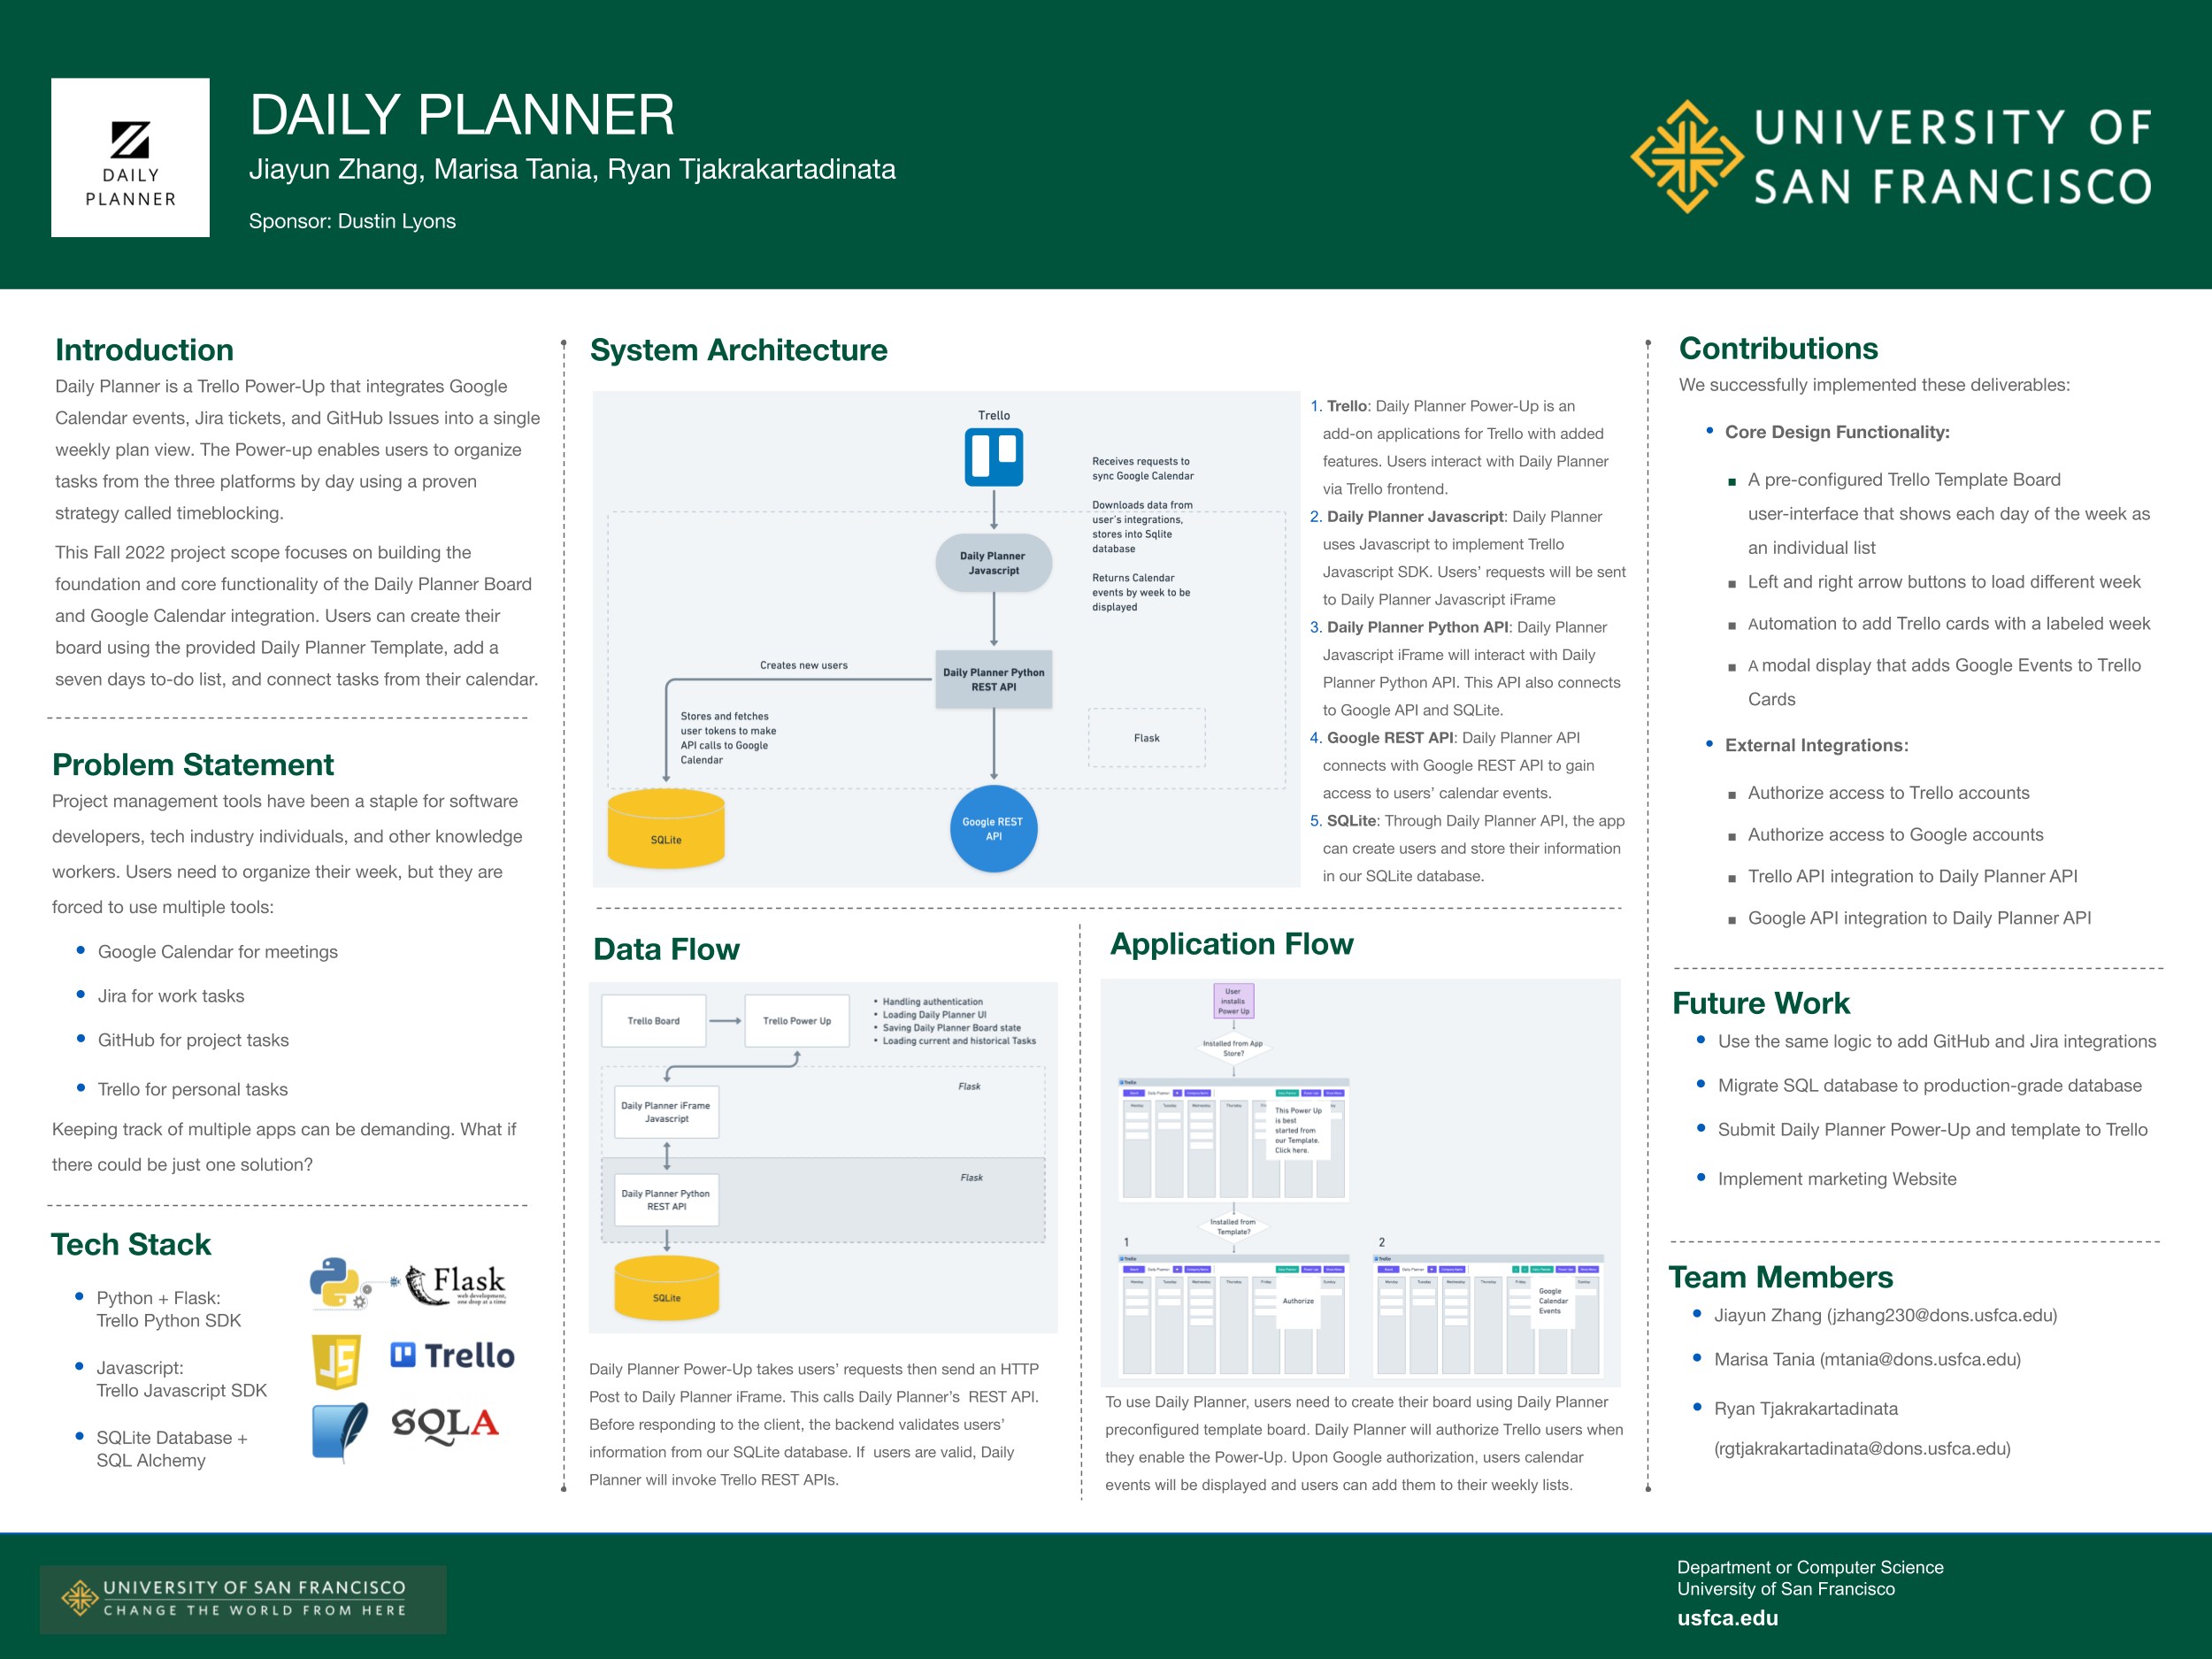 DAILY
PLANNER
DAILY PLANNER
Jiayun Zhang, Marisa Tania, Ryan Tjakrakartadinata
Sponsor: Dustin Lyons
UNIVERSITY OF
SAN FRANCISCO
Introduction
Daily Planner is a Trello Power-Up that integrates Google
Calendar events, Jira tickets, and GitHub Issues into a single
weekly plan view. The Power-up enables users to organize
tasks from the three platforms by day using a proven
strategy called timeblocking.
This Fall 2022 project scope focuses on building the
foundation and core functionality of the Daily Planner Board
and Google Calendar integration. Users can create their
board using the provided Daily Planner Template, add a
seven days to-do list, and connect tasks from their calendar.
Problem Statement
Project management tools have been a staple for software
developers, tech industry individuals, and other knowledge
workers. Users need to organize their week, but they are
forced to use multiple tools:
• Google Calendar for meetings
• Jira for work tasks
• GitHub for project tasks
• Trello for personal tasks
Keeping track of multiple apps can be demanding. What if
there could be just one solution?
Tech Stack
• Python + Flask:
Trello Python SDK
• Javascript:
Trello Javascript SDK
• SQLite Database +
SQL Alchemy
Flask
web development,
one drop at a time
JS
Trello
SQLA
System Architecture
Trello
Receives requests to
sync Google Calendar
Downloads data from
user's integrations,
stores into Sqlite
database
Returns Calendar
events by week to be
displayed
Daily Planner
Javascript
Creates new users
Daily Planner Python
REST API
Stores and fetches
user tokens to make
API calls to Google
Calendar
Flask
SQLite
Google REST
API
1. Trello: Daily Planner Power-Up is an
add-on applications for Trello with added
features. Users interact with Daily Planner
via Trello frontend.
2. Daily Planner Javascript: Daily Planner
uses Javascript to implement Trello
Javascript SDK. Users' requests will be sent
to Daily Planner Javascript iFrame
3. Daily Planner Python API: Daily Planner
Javascript iFrame will interact with Daily
Planner Python API. This API also connects
to Google API and SQLite.
4. Google REST API: Daily Planner API
connects with Google REST API to gain
access to users' calendar events.
5. SQLite: Through Daily Planner API, the app
can create users and store their information
in our SQLite database.
Data Flow
Trello Board
Trello Power Up
• Handling authentication
• Loading Daily Planner UI
• Saving Daily Planner Board state
• Loading current and historical Tasks
Flask
Daily Planner iFrame
Javascript
Flask
Daily Planner Python
REST API
SQLite
Daily Planner Power-Up takes users' requests then send an HTTP
Post to Daily Planner iFrame. This calls Daily Planner's REST API.
Before responding to the client, the backend validates users'
information from our SQLite database. If users are valid, Daily
Planner will invoke Trello REST APIs.
Application Flow
User
installs
Power Up
Installed from App
Store?
Trello
Daily Planner
Monday
Tuesday
Wednesday
Thursday
This Power Up
is best
started from
our Template.
Click here.
Installed from
Template?
1
Trello
Daily Planner
Monday
Tuesday
Wednesday
Thursday
Friday
Sunday
Authorize
2
Trello
Daily Planner
Monday
Tuesday
Wednesday
Thursday
Sunday
Google
Calendar
Events
To use Daily Planner, users need to create their board using Daily Planner
preconfigured template board. Daily Planner will authorize Trello users when
they enable the Power-Up. Upon Google authorization, users calendar
events will be displayed and users can add them to their weekly lists.
Contributions
We successfully implemented these deliverables:
• Core Design Functionality:
▪ A pre-configured Trello Template Board
user-interface that shows each day of the week as
an individual list
▪ Left and right arrow buttons to load different week
▪ Automation to add Trello cards with a labeled week
▪ A modal display that adds Google Events to Trello
Cards
• External Integrations:
▪ Authorize access to Trello accounts
▪ Authorize access to Google accounts
▪ Trello API integration to Daily Planner API
▪ Google API integration to Daily Planner API
Future Work
• Use the same logic to add GitHub and Jira integrations
• Migrate SQL database to production-grade database
• Submit Daily Planner Power-Up and template to Trello
• Implement marketing Website
Team Members
• Jiayun Zhang (jzhang230@dons.usfca.edu)
• Marisa Tania (mtania@dons.usfca.edu)
• Ryan Tjakrakartadinata
(rgtjakrakartadinata@dons.usfca.edu)
UNIVERSITY OF SAN FRANCISCO
CHANGE THE WORLD FROM HERE
Department or Computer Science
University of San Francisco
usfca.edu